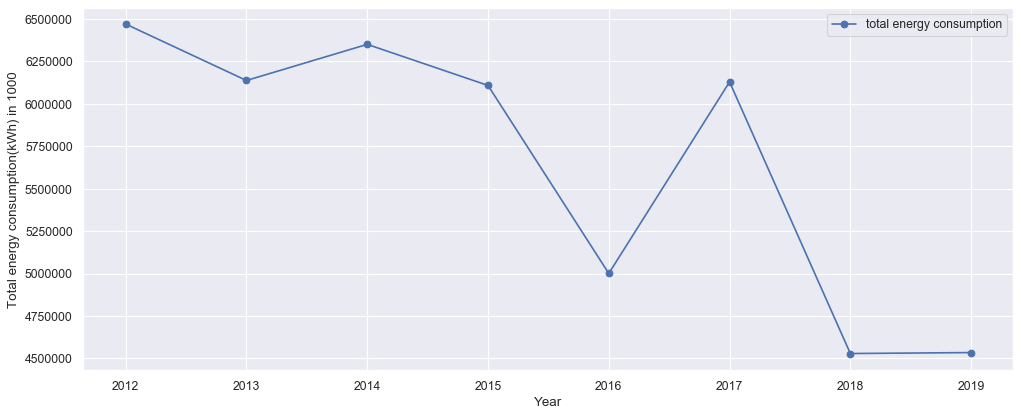 total energy consumption
Total energy consumption(kWh) in 1000
6500000
6250000
6000000
5750000
5500000
5250000
5000000
4750000
4500000
2012 2013 2014 2015 2016 2017 2018 2019
Year